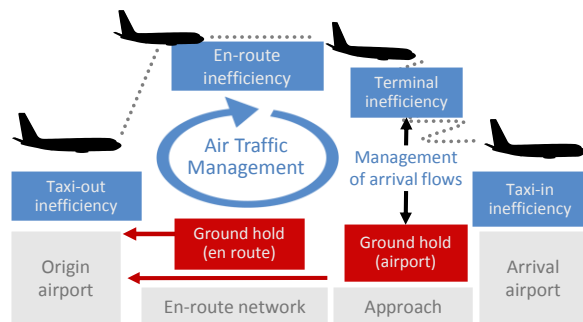 En-route
inefficiency
Terminal
inefficiency
Air Traffic
Management
Management
of arrival flows
Taxi-out
inefficiency
Taxi-in
inefficiency
Ground hold
(en route)
Ground hold
(airport)
Origin
airport
Arrival
airport
En-route network
Approach